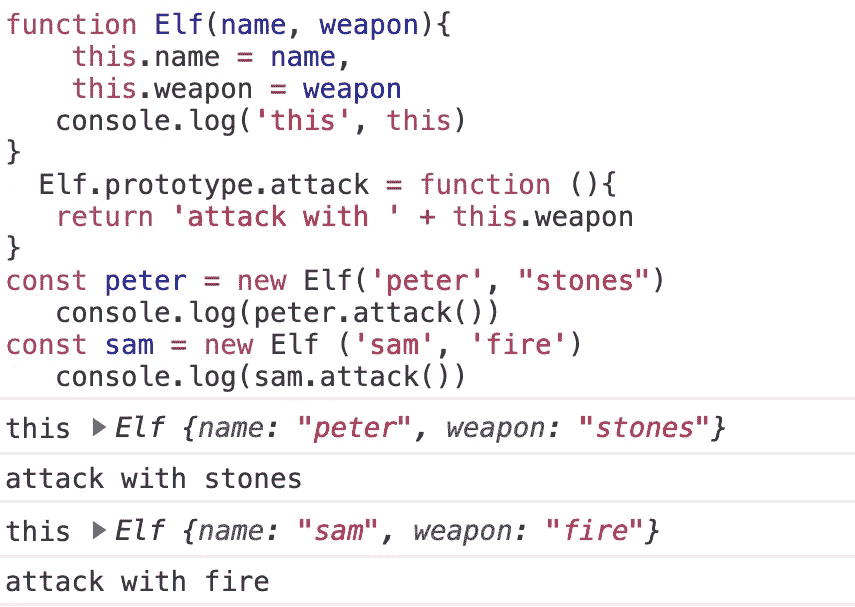 function Elf(name, weapon){
    this.name = name,
    this.weapon = weapon
   console.log('this', this)
}
  Elf.prototype.attack = function (){
   return 'attack with ' + this.weapon
}
const peter = new Elf('peter', "stones")
   console.log(peter.attack())
const sam = new Elf ('sam', 'fire')
   console.log(sam.attack())
this ▶ Elf {name: "peter", weapon: "stones"}
attack with stones
this ▶ Elf {name: "sam", weapon: "fire"}
attack with fire